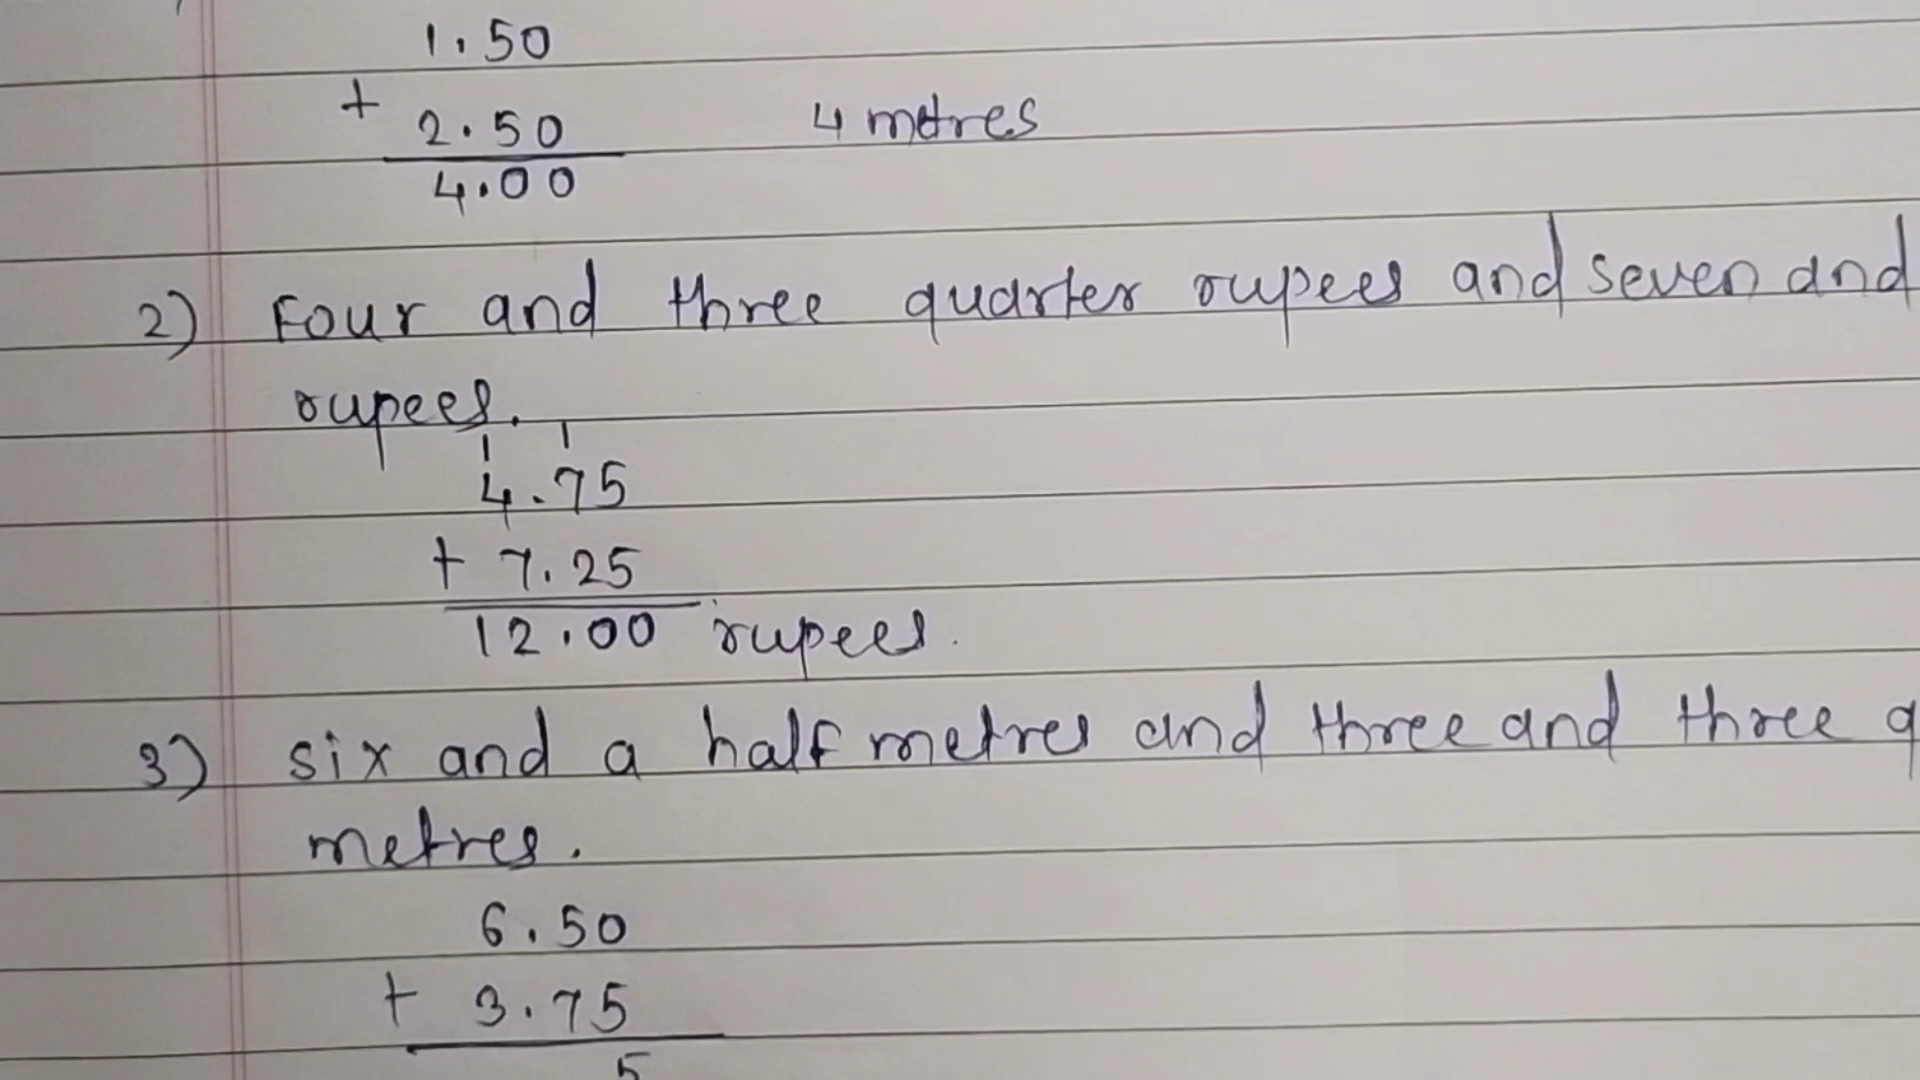 1.50
+
2.50 4 metres
4.00
2) Four and three quarter rupees and seven and
rupees.
1 1
4.75
+ 7.25
12.00 rupees.
3) six and a half metres and three and three q
metres.
6.50
+ 3.75
5